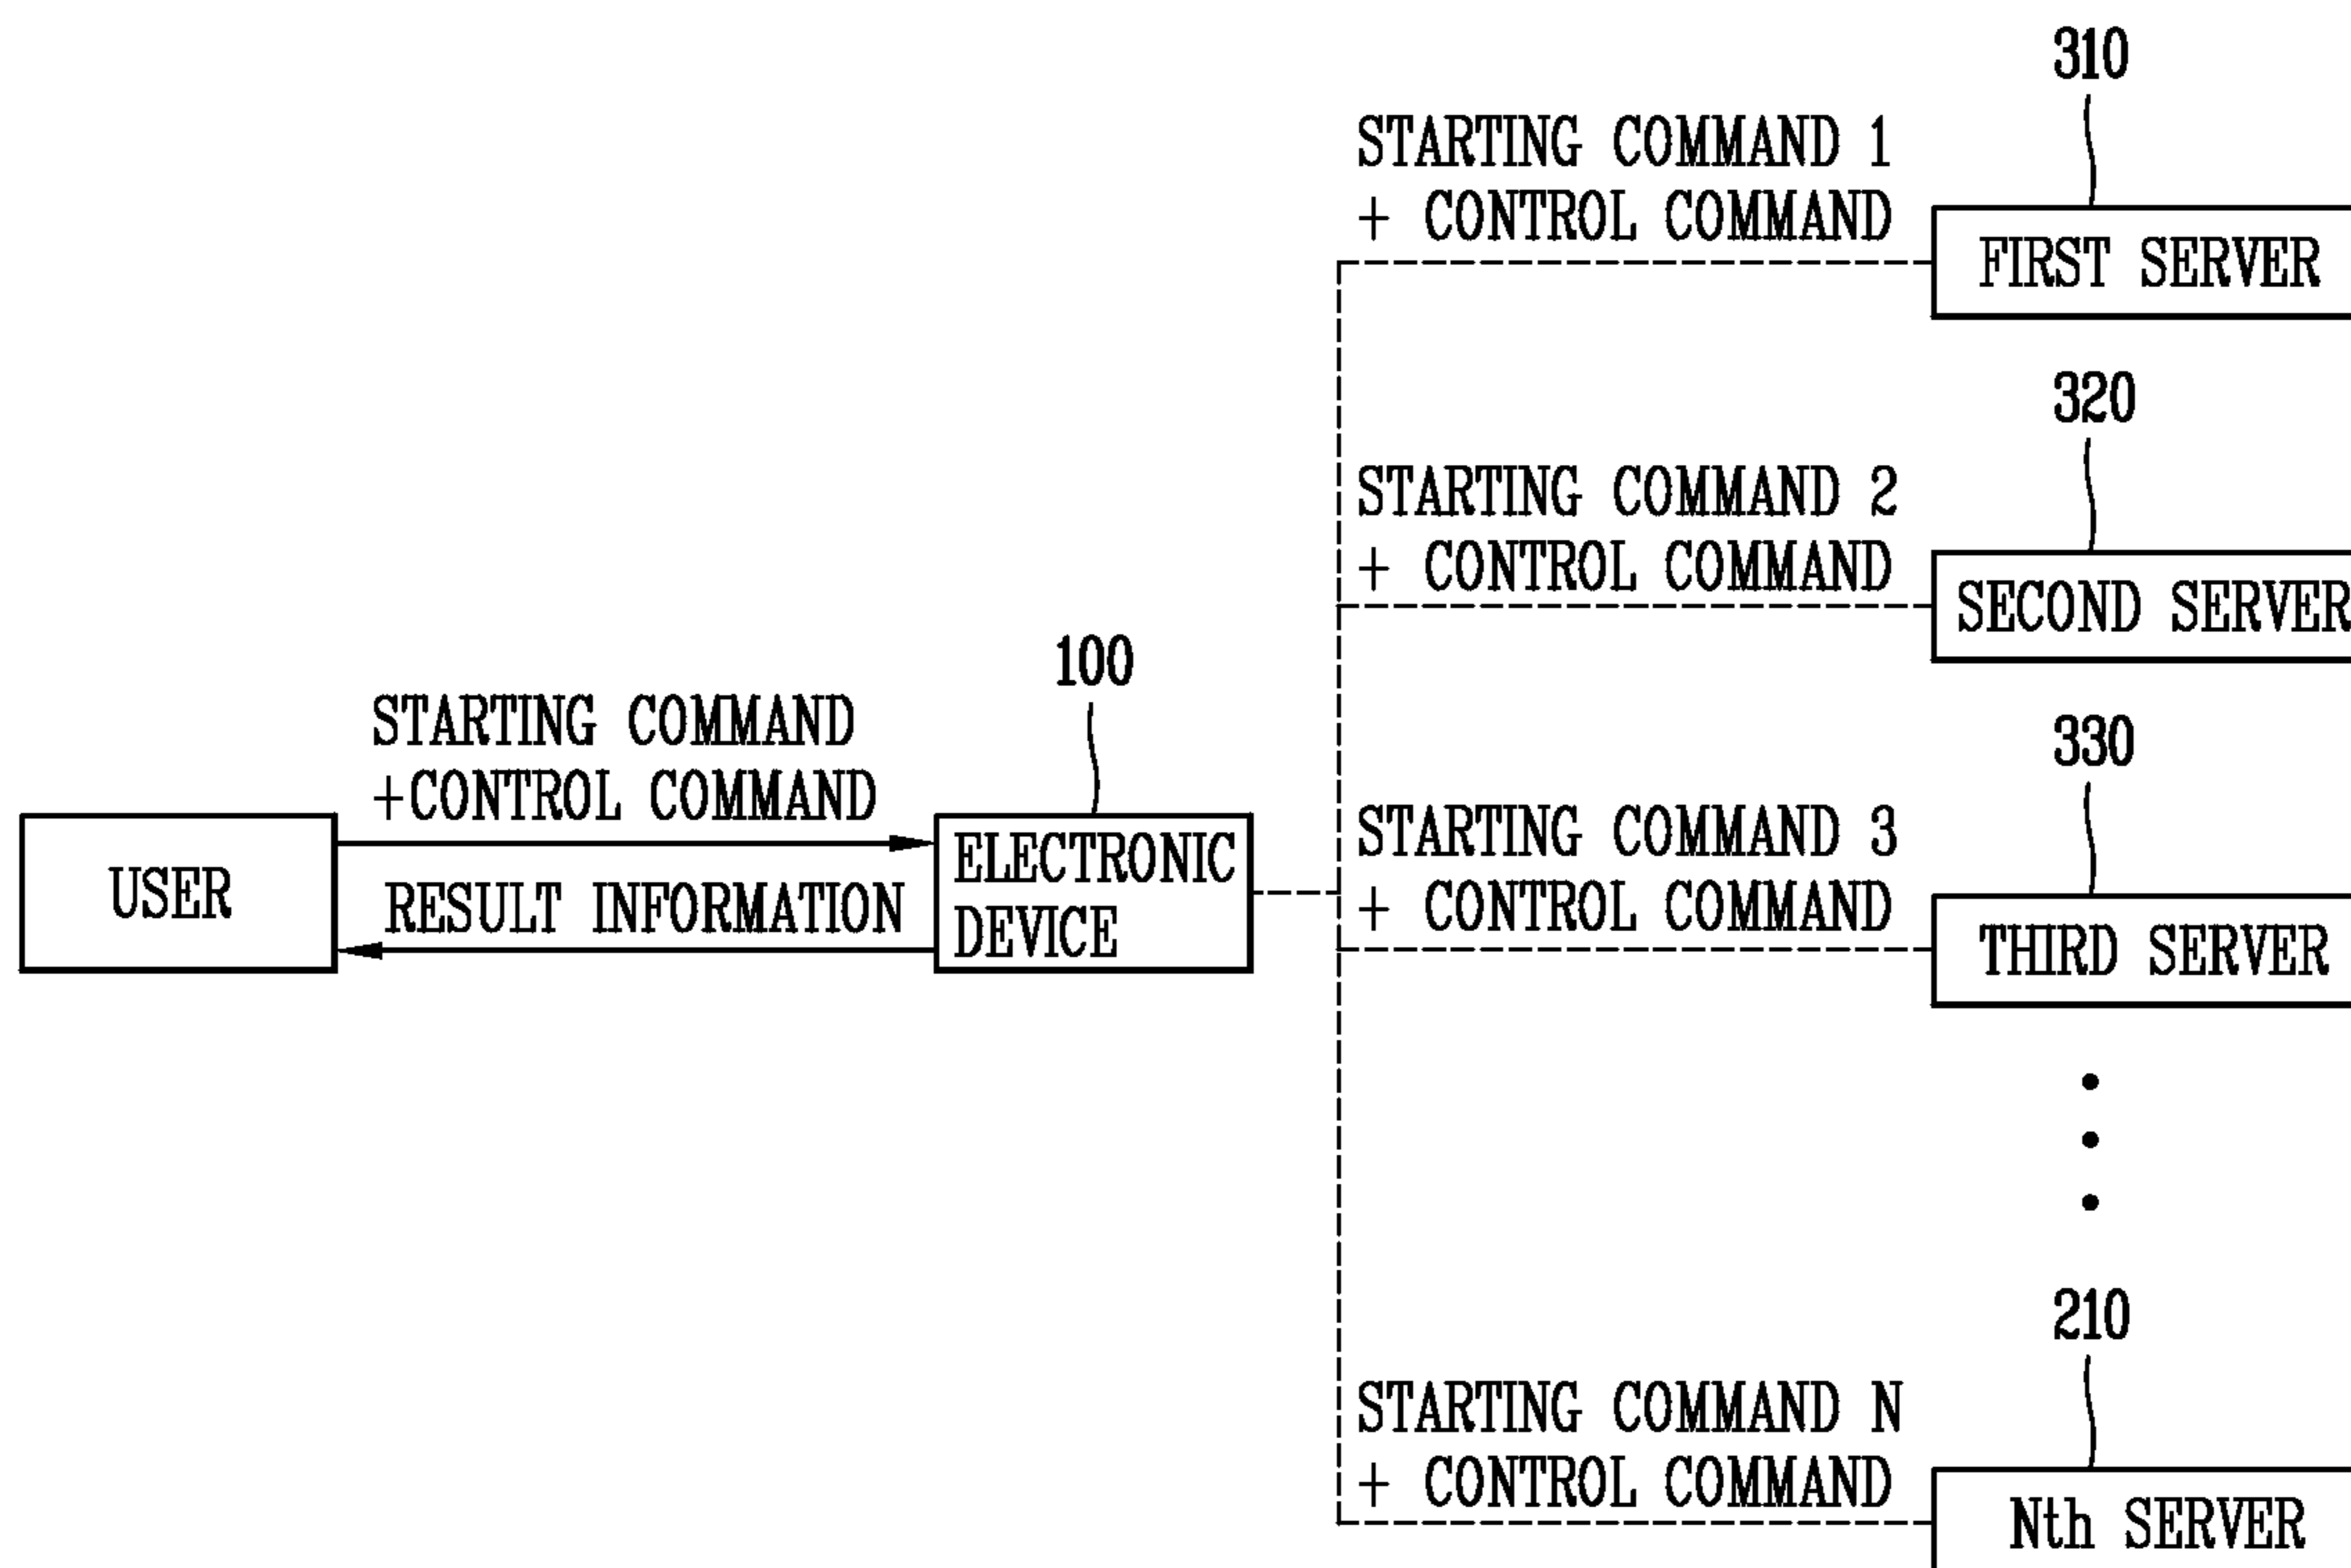 310
STARTING COMMAND 1
+ CONTROL COMMAND
FIRST SERVER
320
STARTING COMMAND 2
+ CONTROL COMMAND
SECOND SERVER
100
STARTING COMMAND
+CONTROL COMMAND
USER
RESULT INFORMATION
ELECTRONIC
DEVICE
330
STARTING COMMAND 3
+ CONTROL COMMAND
THIRD SERVER
210
STARTING COMMAND N
+ CONTROL COMMAND
Nth SERVER